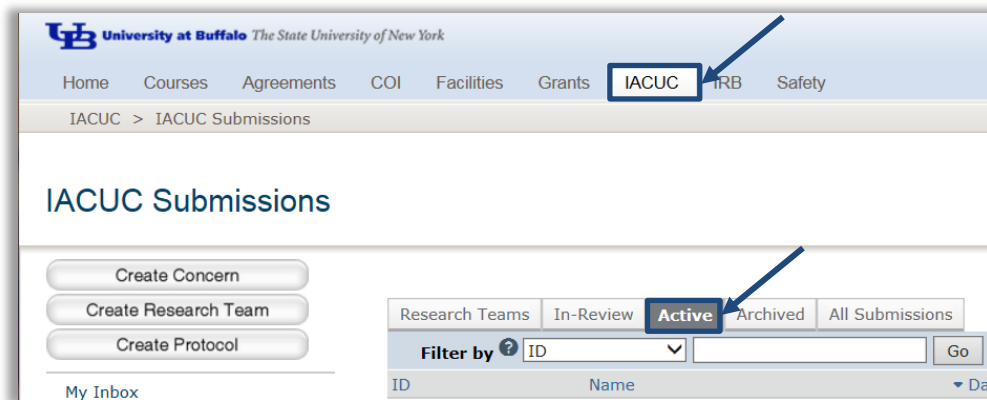 UB University at Buffalo The State University of New York
Home Courses Agreements COI Facilities Grants IACUC IRB Safety
IACUC > IACUC Submissions
IACUC Submissions
Create Concern
Create Research Team
Create Protocol
My Inbox
Research Teams In-Review Active Archived All Submissions
Filter by ? ID Go
ID Name Da